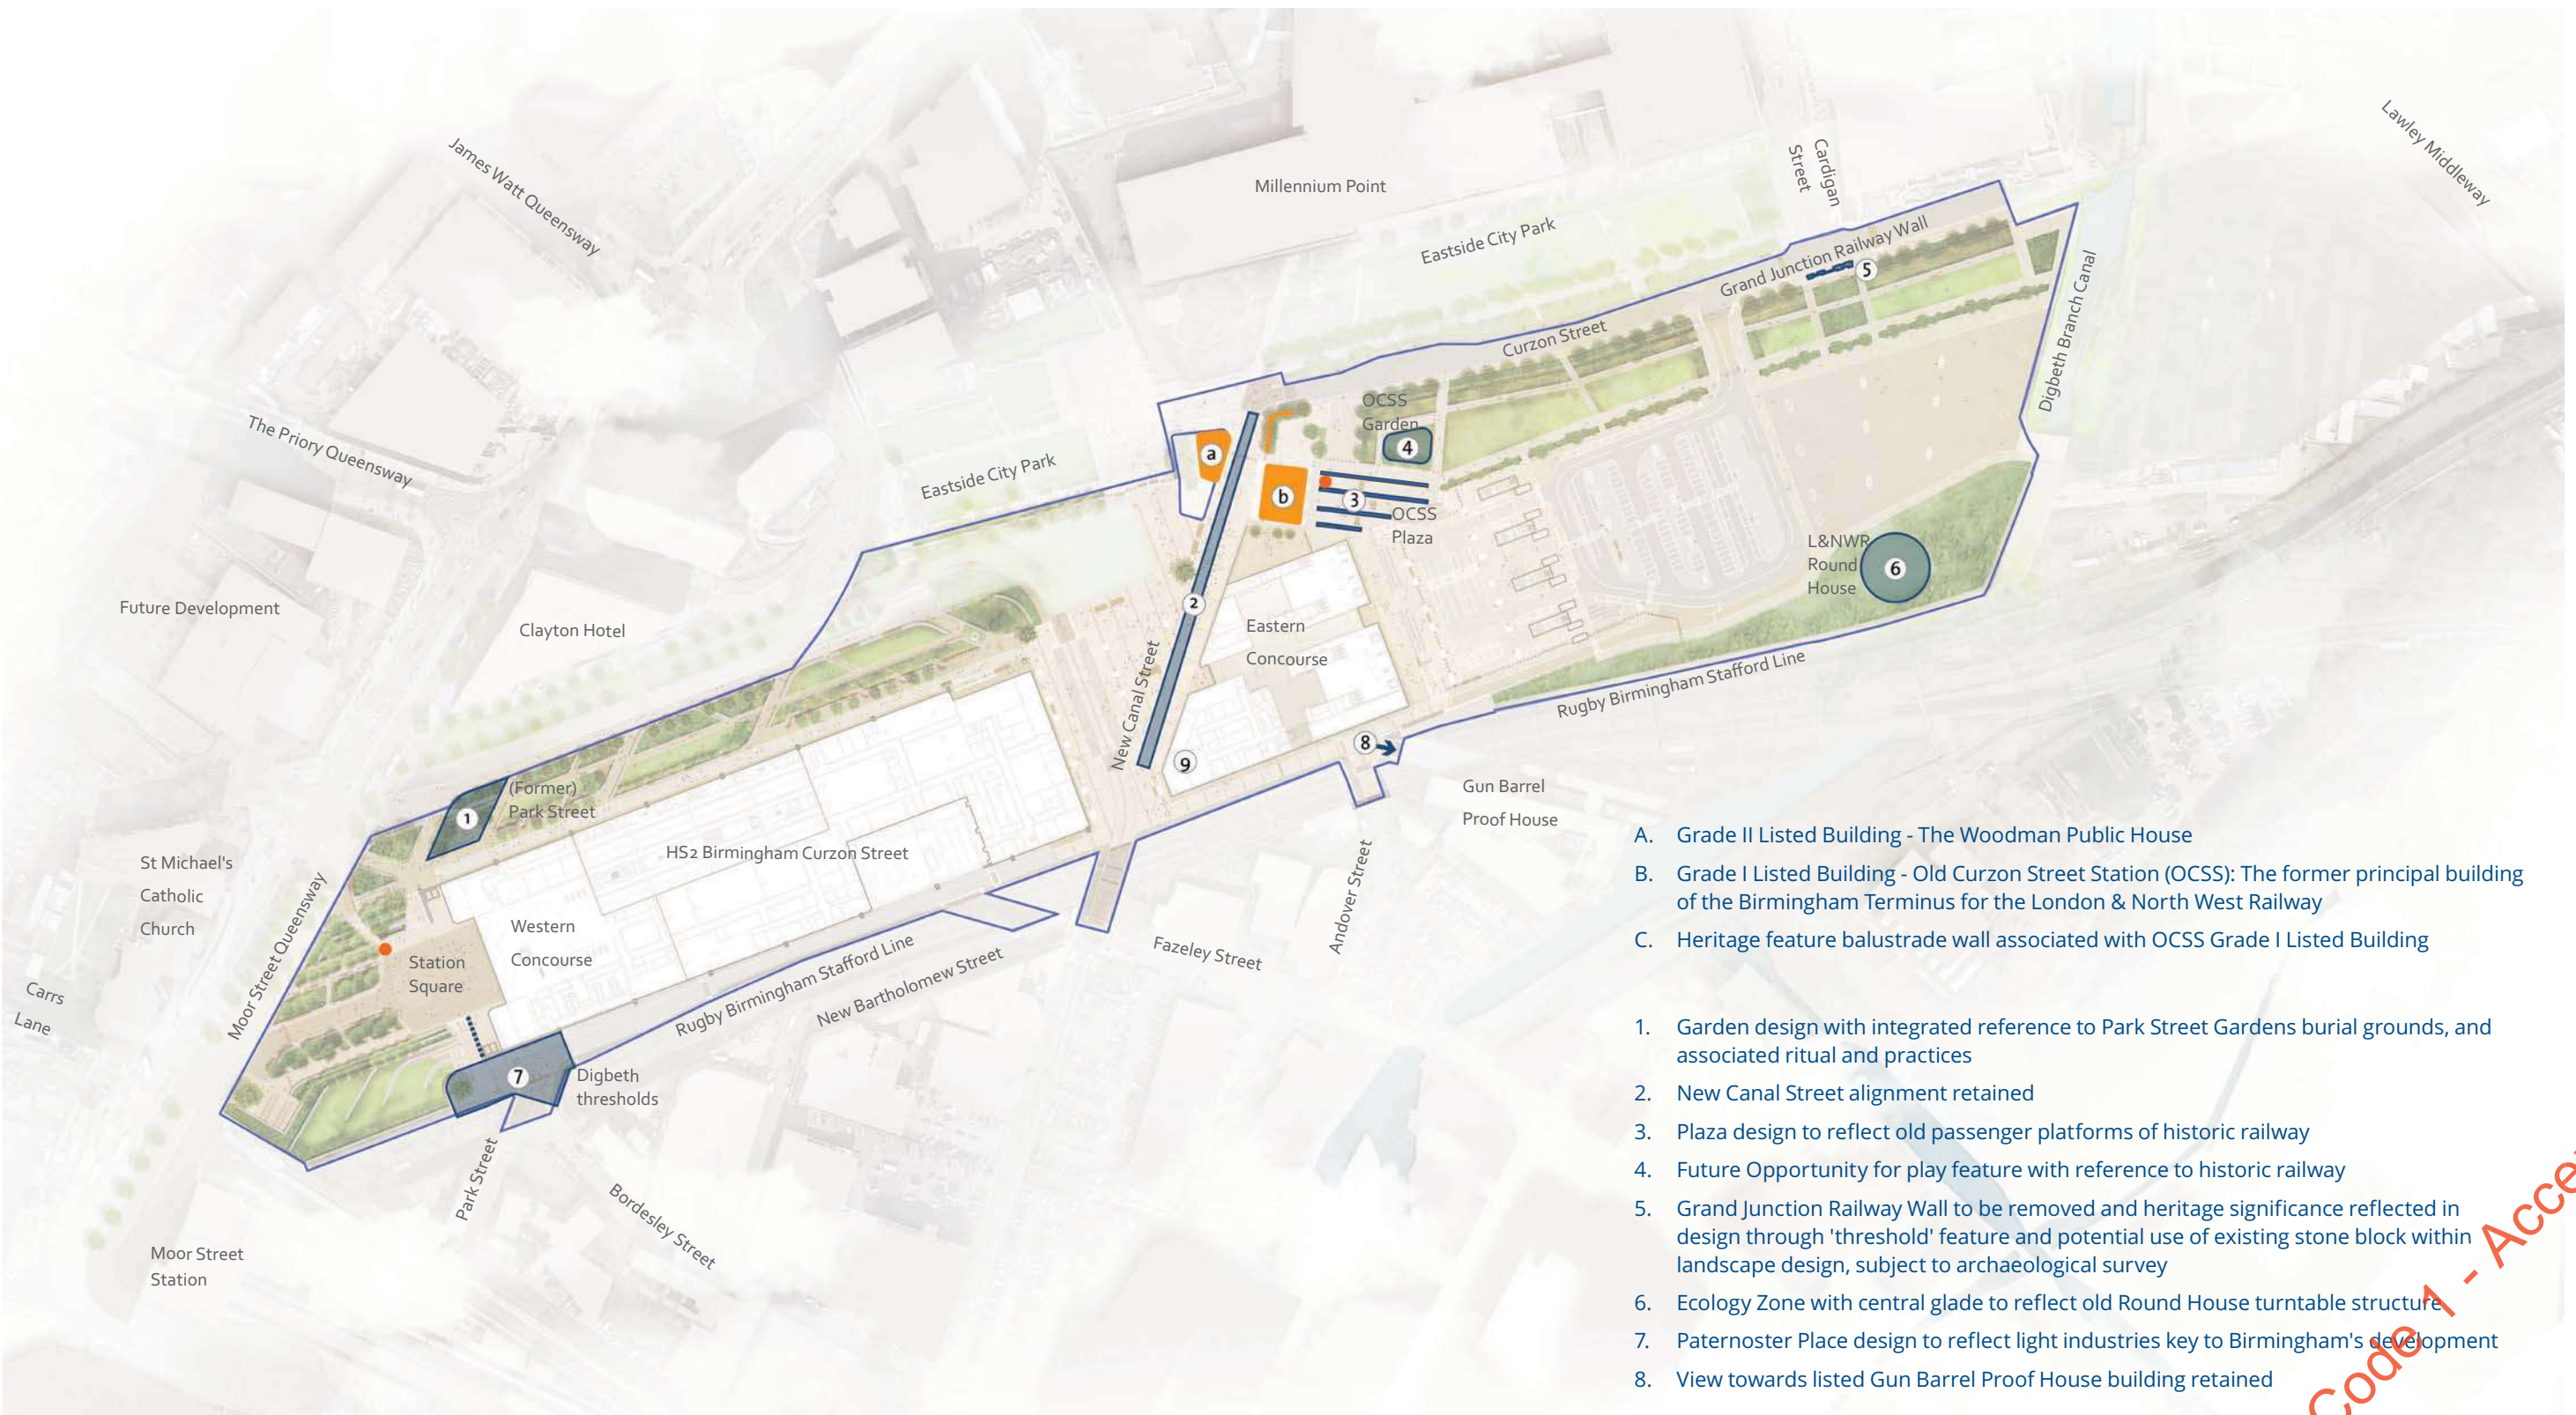 James Watt Queensway
Millennium Point
Cardigan
Street
Lawley Middleway
Eastside City Park
Grand Junction Railway Wall
5
Curzon Street
Digbeth Branch Canal
The Priory Queensway
OCSS
Garden
4
a
Eastside City Park
b
3
OCSS
Plaza
L&NWR
Round
House
6
Future Development
Clayton Hotel
2
Eastern
Concourse
New Canal Street
Rugby Birmingham Stafford Line
8
9
(Former)
Park Street
1
Gun Barrel
Proof House
HS2 Birmingham Curzon Street
St Michael's
Catholic
Church
Moor Street Queensway
Western
Concourse
Andover Street
Fazeley Street
Station
Square
Rugby Birmingham Stafford Line
New Bartholomew Street
Carrs
Lane
7
Digbeth
thresholds
Park Street
Bordesley Street
Moor Street
Station
A. Grade II Listed Building - The Woodman Public House
B. Grade I Listed Building - Old Curzon Street Station (OCSS): The former principal building
of the Birmingham Terminus for the London & North West Railway
C. Heritage feature balustrade wall associated with OCSS Grade I Listed Building
1. Garden design with integrated reference to Park Street Gardens burial grounds, and
associated ritual and practices
2. New Canal Street alignment retained
3. Plaza design to reflect old passenger platforms of historic railway
4. Future Opportunity for play feature with reference to historic railway
5. Grand Junction Railway Wall to be removed and heritage significance reflected in
design through 'threshold' feature and potential use of existing stone block within
landscape design, subject to archaeological survey
6. Ecology Zone with central glade to reflect old Round House turntable structure
7. Paternoster Place design to reflect light industries key to Birmingham's development
8. View towards listed Gun Barrel Proof House building retained
Code 1 -